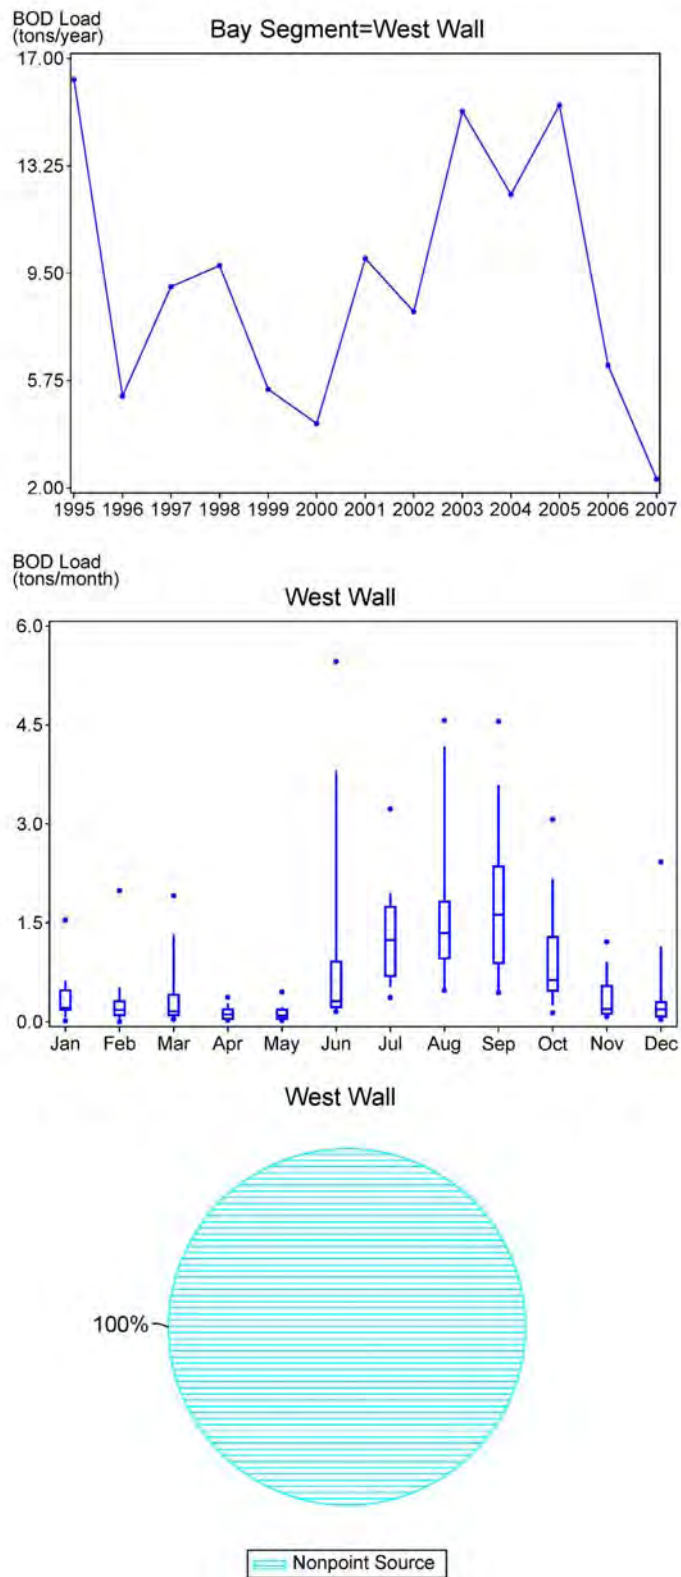 BOD Load
(tons/year)
Bay Segment=West Wall
17.00
13.25
9.50
5.75
2.00
1995 1996 1997 1998 1999 2000 2001 2002 2003 2004 2005 2006 2007
BOD Load
(tons/month)
West Wall
6.0
4.5
3.0
1.5
0.0
Jan Feb Mar Apr May Jun Jul Aug Sep Oct Nov Dec
West Wall
100%
Nonpoint Source